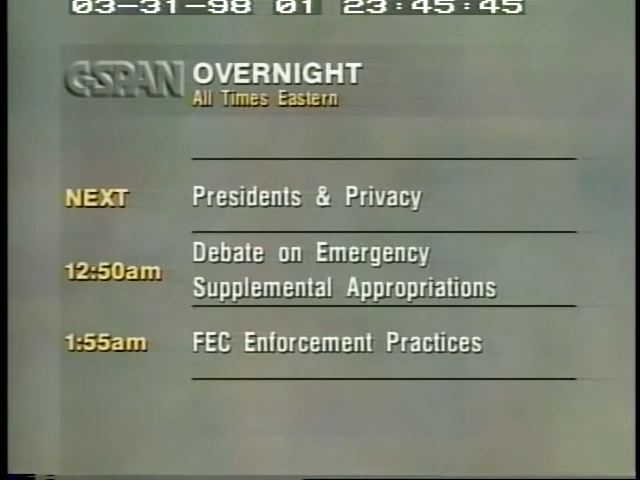 03-31-98 01 23:45:45
C-SPAN OVERNIGHT
All Times Eastern
NEXT Presidents & Privacy
12:50am Debate on Emergency
Supplemental Appropriations
1:55am FEC Enforcement Practices